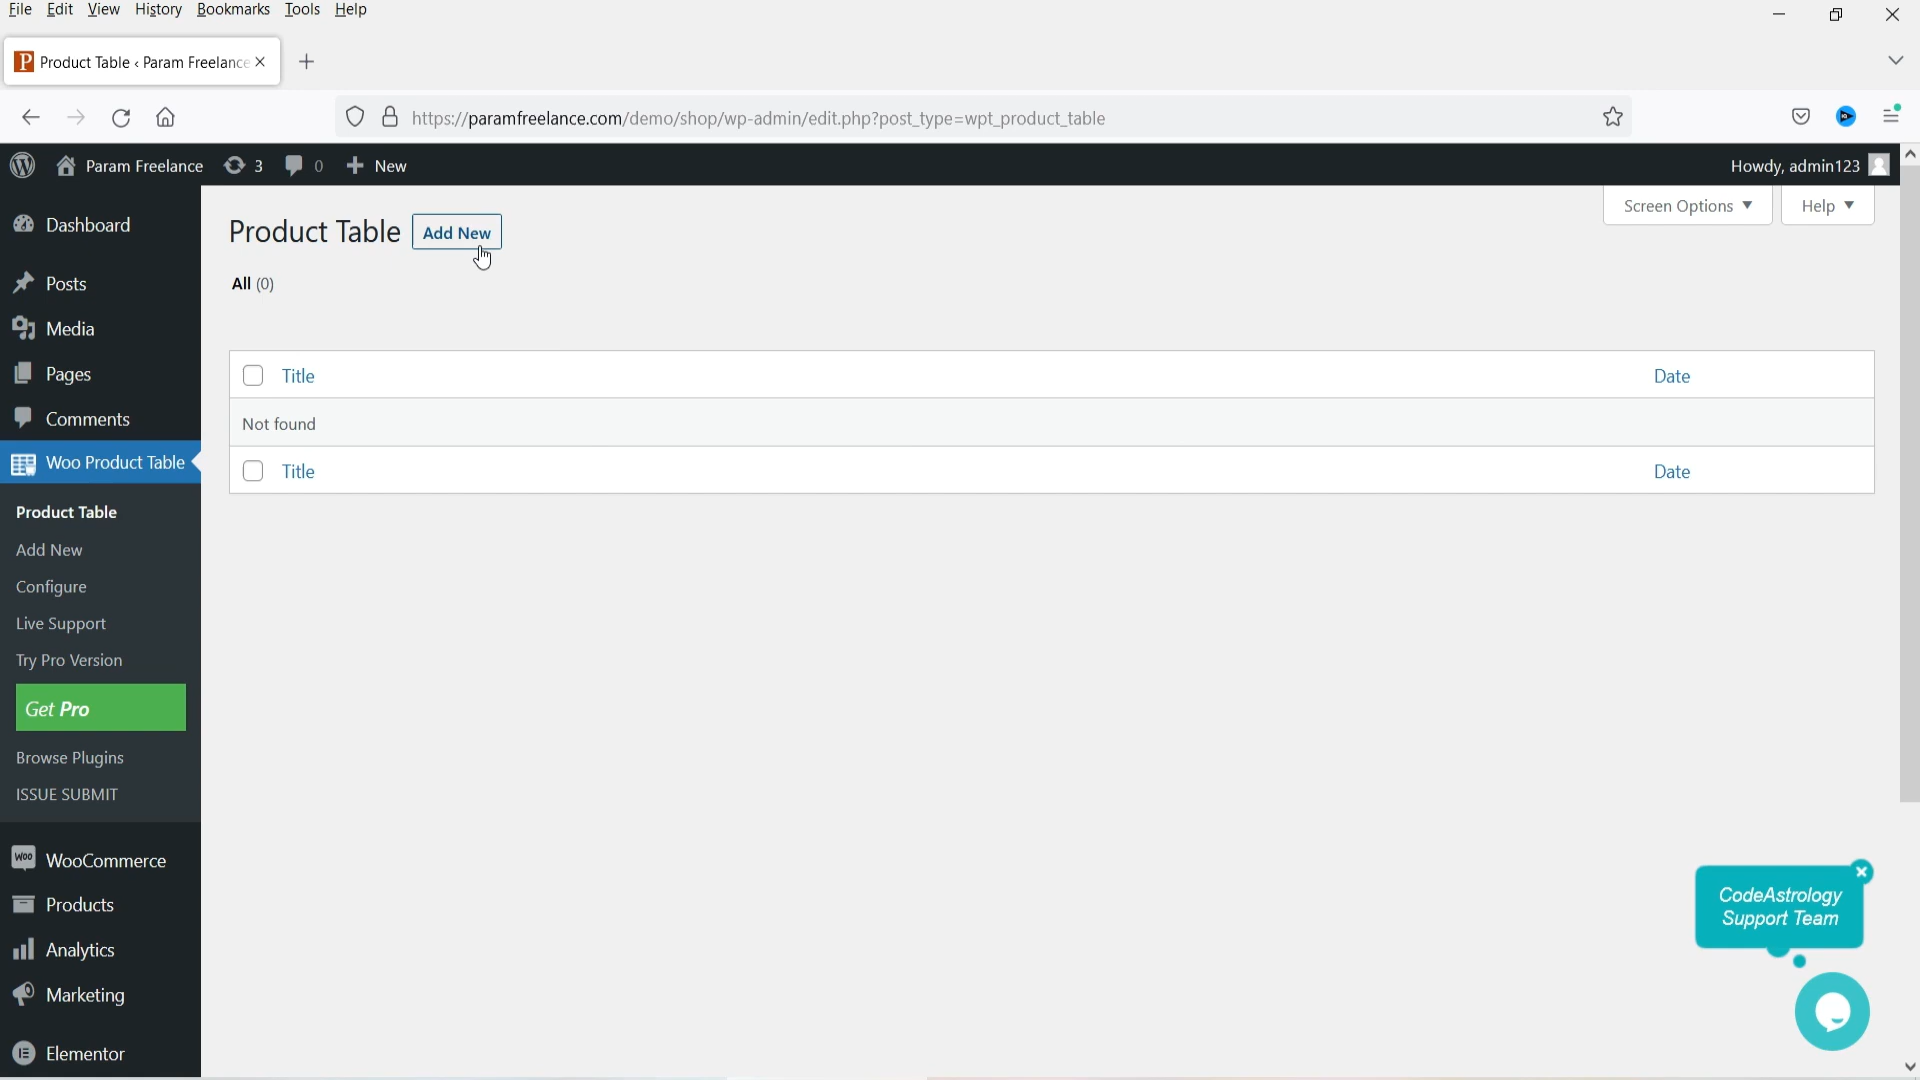 File Edit View History Bookmarks Tools Help
Product Table ‹ Param Freelance
https://paramfreelance.com/demo/shop/wp-admin/edit.php?post_type=wpt_product_table
Param Freelance 3 0 New Howdy, admin123
Screen Options Help
Dashboard
Posts
Media
Pages
Comments
Woo Product Table
Product Table
Add New
Configure
Live Support
Try Pro Version
Get Pro
Browse Plugins
ISSUE SUBMIT
WooCommerce
Products
Analytics
Marketing
Elementor
Product Table Add New
All (0)
Title Date
Not found
Title Date
CodeAstrology
Support Team